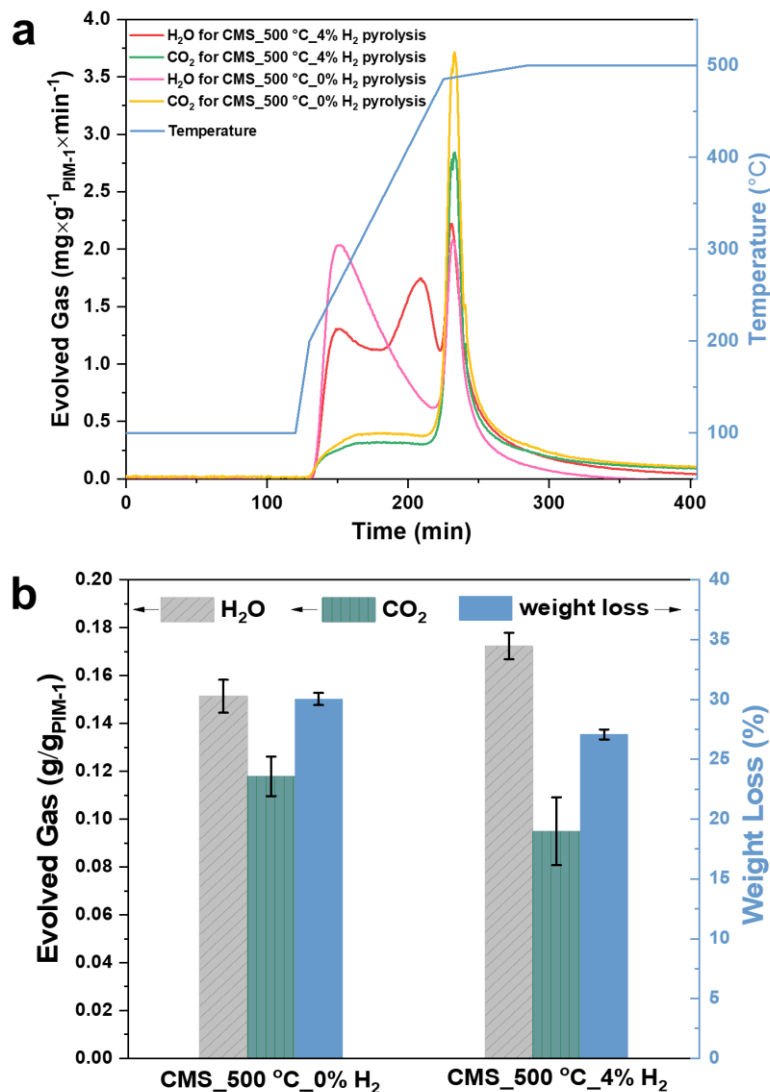 a
H₂O for CMS_500 °C_4% H₂ pyrolysis
CO₂ for CMS_500 °C_4% H₂ pyrolysis
H₂O for CMS_500 °C_0% H₂ pyrolysis
CO₂ for CMS_500 °C_0% H₂ pyrolysis
Temperature
Evolved Gas (mg×g⁻¹PIM-1×min⁻¹)
4.0
3.5
3.0
2.5
2.0
1.5
1.0
0.5
0.0
500
400
300
200
100
Temperature (°C)
0 100 200 300 400
Time (min)
b
H₂O CO₂ weight loss
Evolved Gas (g/gPIM-1)
0.20
0.18
0.16
0.14
0.12
0.10
0.08
0.06
0.04
0.02
0.00
40
35
30
25
20
15
10
5
0
Weight Loss (%)
CMS_500 °C_0% H₂ CMS_500 °C_4% H₂